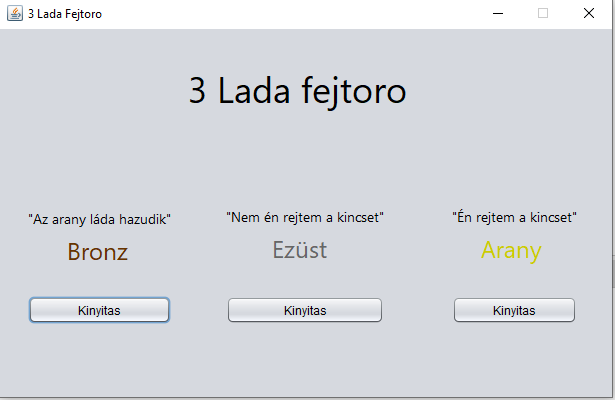 3 Lada Fejtoro
3 Lada fejtoro
"Az arany láda hazudik"
"Nem én rejtem a kincset"
"Én rejtem a kincset"
Bronz
Ezüst
Arany
Kinyitas
Kinyitas
Kinyitas